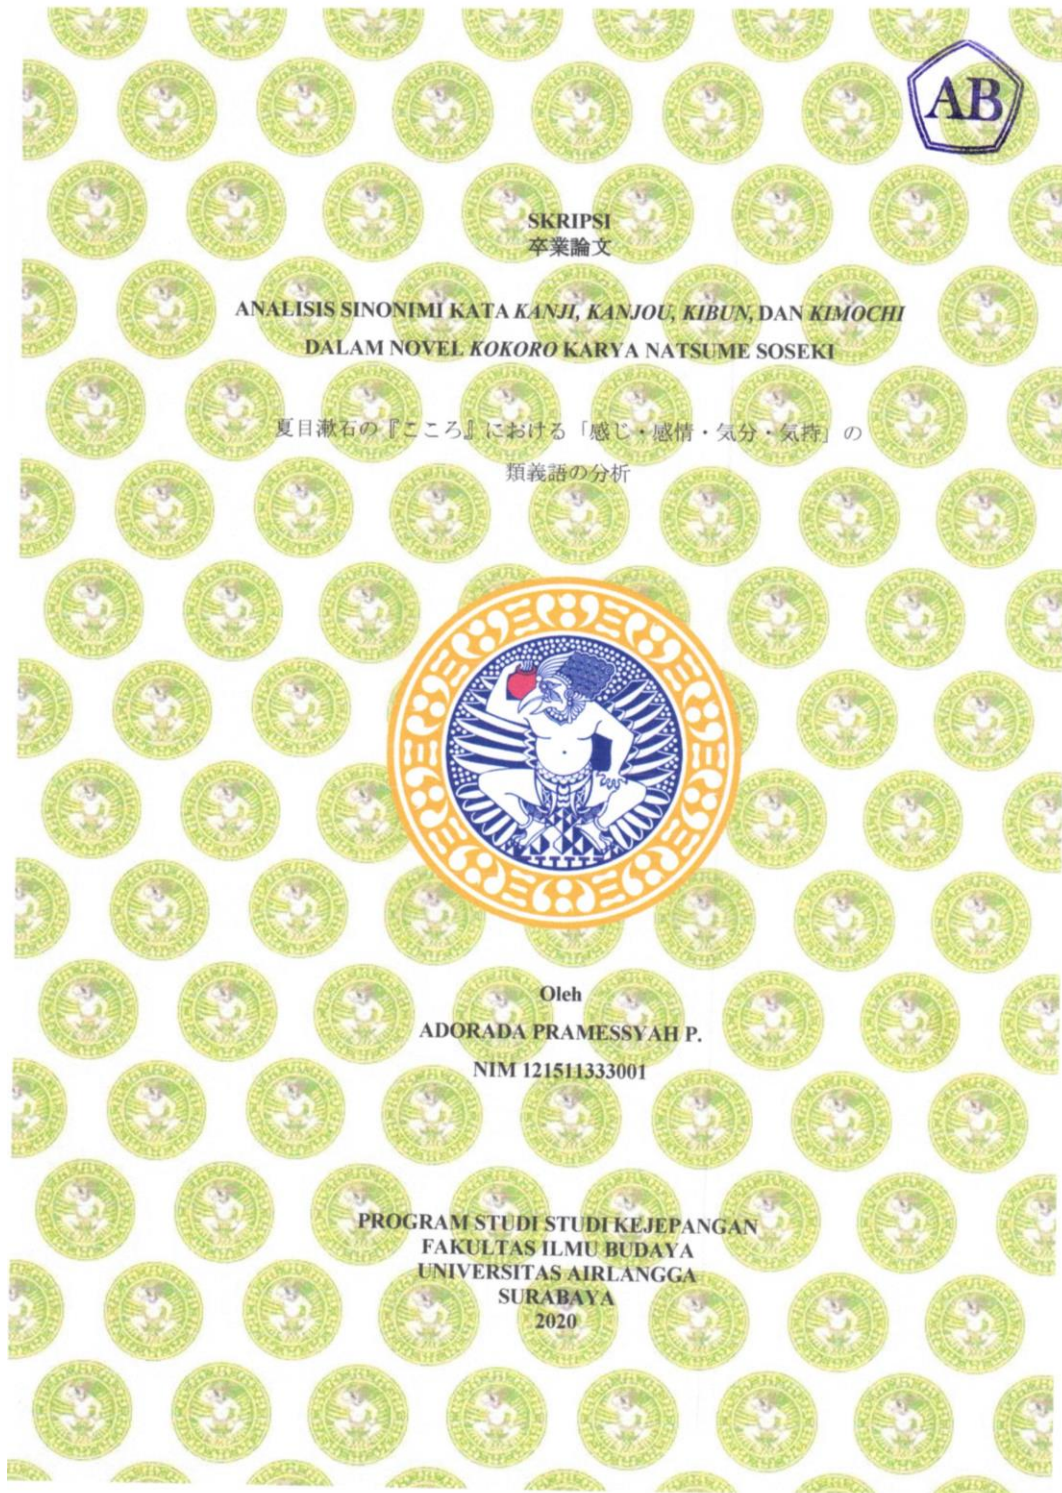 AB
SKRIPSI
卒業論文
ANALISIS SINONIMI KATA KANJI, KANJOU, KIBUN, DAN KIMOCHI
DALAM NOVEL KOKORO KARYA NATSUME SOSEKI
夏目漱石の『こころ』における「感じ・感情・気分・気持」の
類義語の分析
Oleh
ADORADA PRAMESSYAH P.
NIM 121511333001
PROGRAM STUDI STUDI KEJEPANGAN
FAKULTAS ILMU BUDAYA
UNIVERSITAS AIRLANGGA
SURABAYA
2020